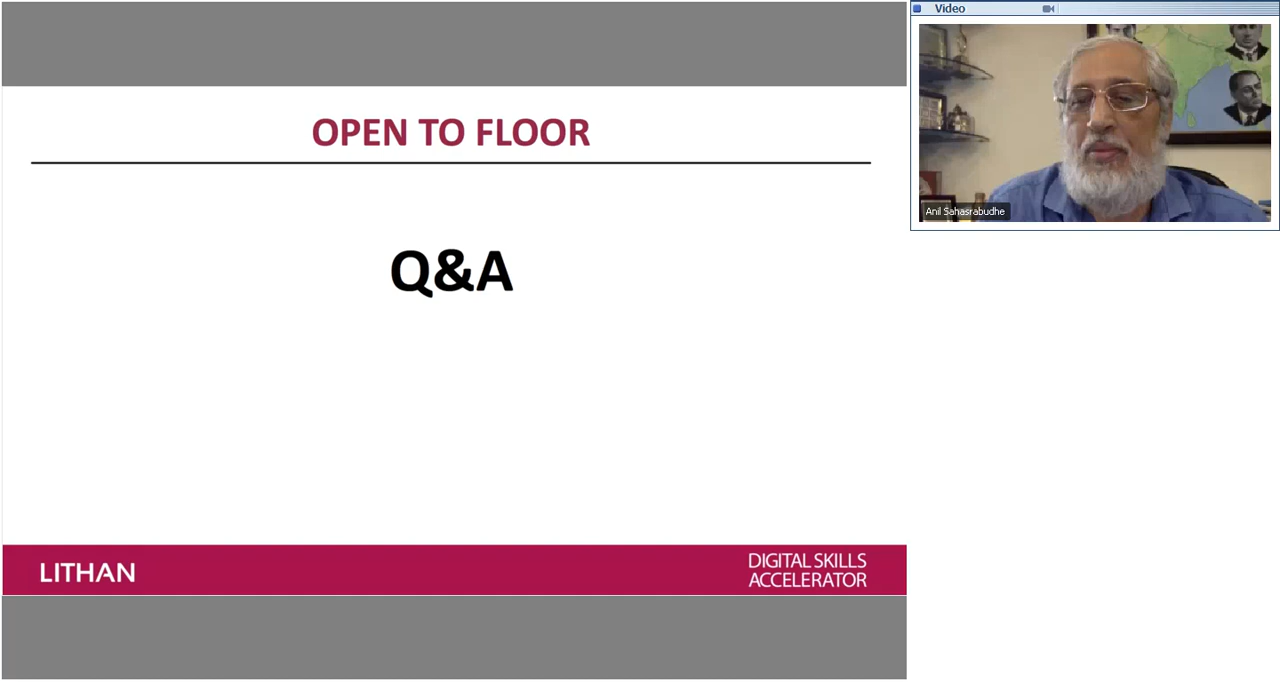 OPEN TO FLOOR
Q&A
LITHAN
DIGITAL SKILLS
ACCELERATOR
Video
Anil Sahasrabudhe